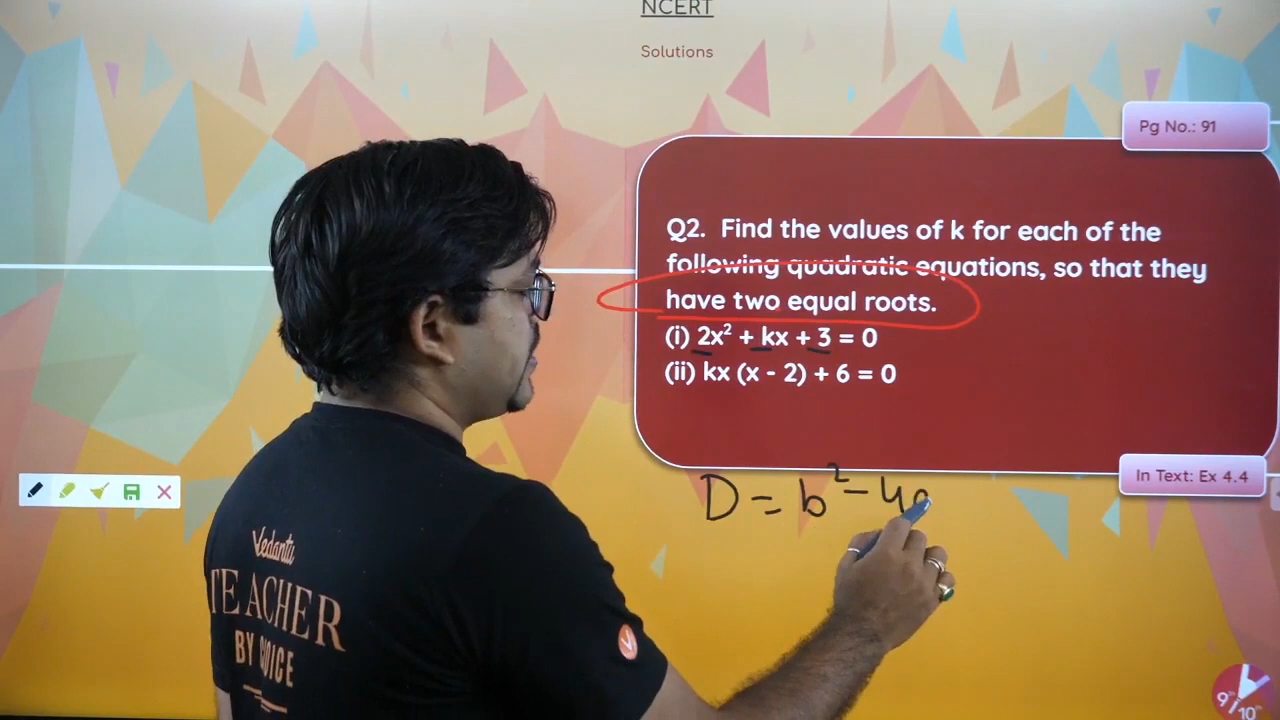 NCERT
Solutions
Pg No.: 91
Q2. Find the values of k for each of the
following quadratic equations, so that they
have two equal roots.
(i) 2x² + kx + 3 = 0
(ii) kx (x - 2) + 6 = 0
In Text: Ex 4.4
D = b² - 4a
Vedantu
TEACHER
BY CHOICE
9th/10th